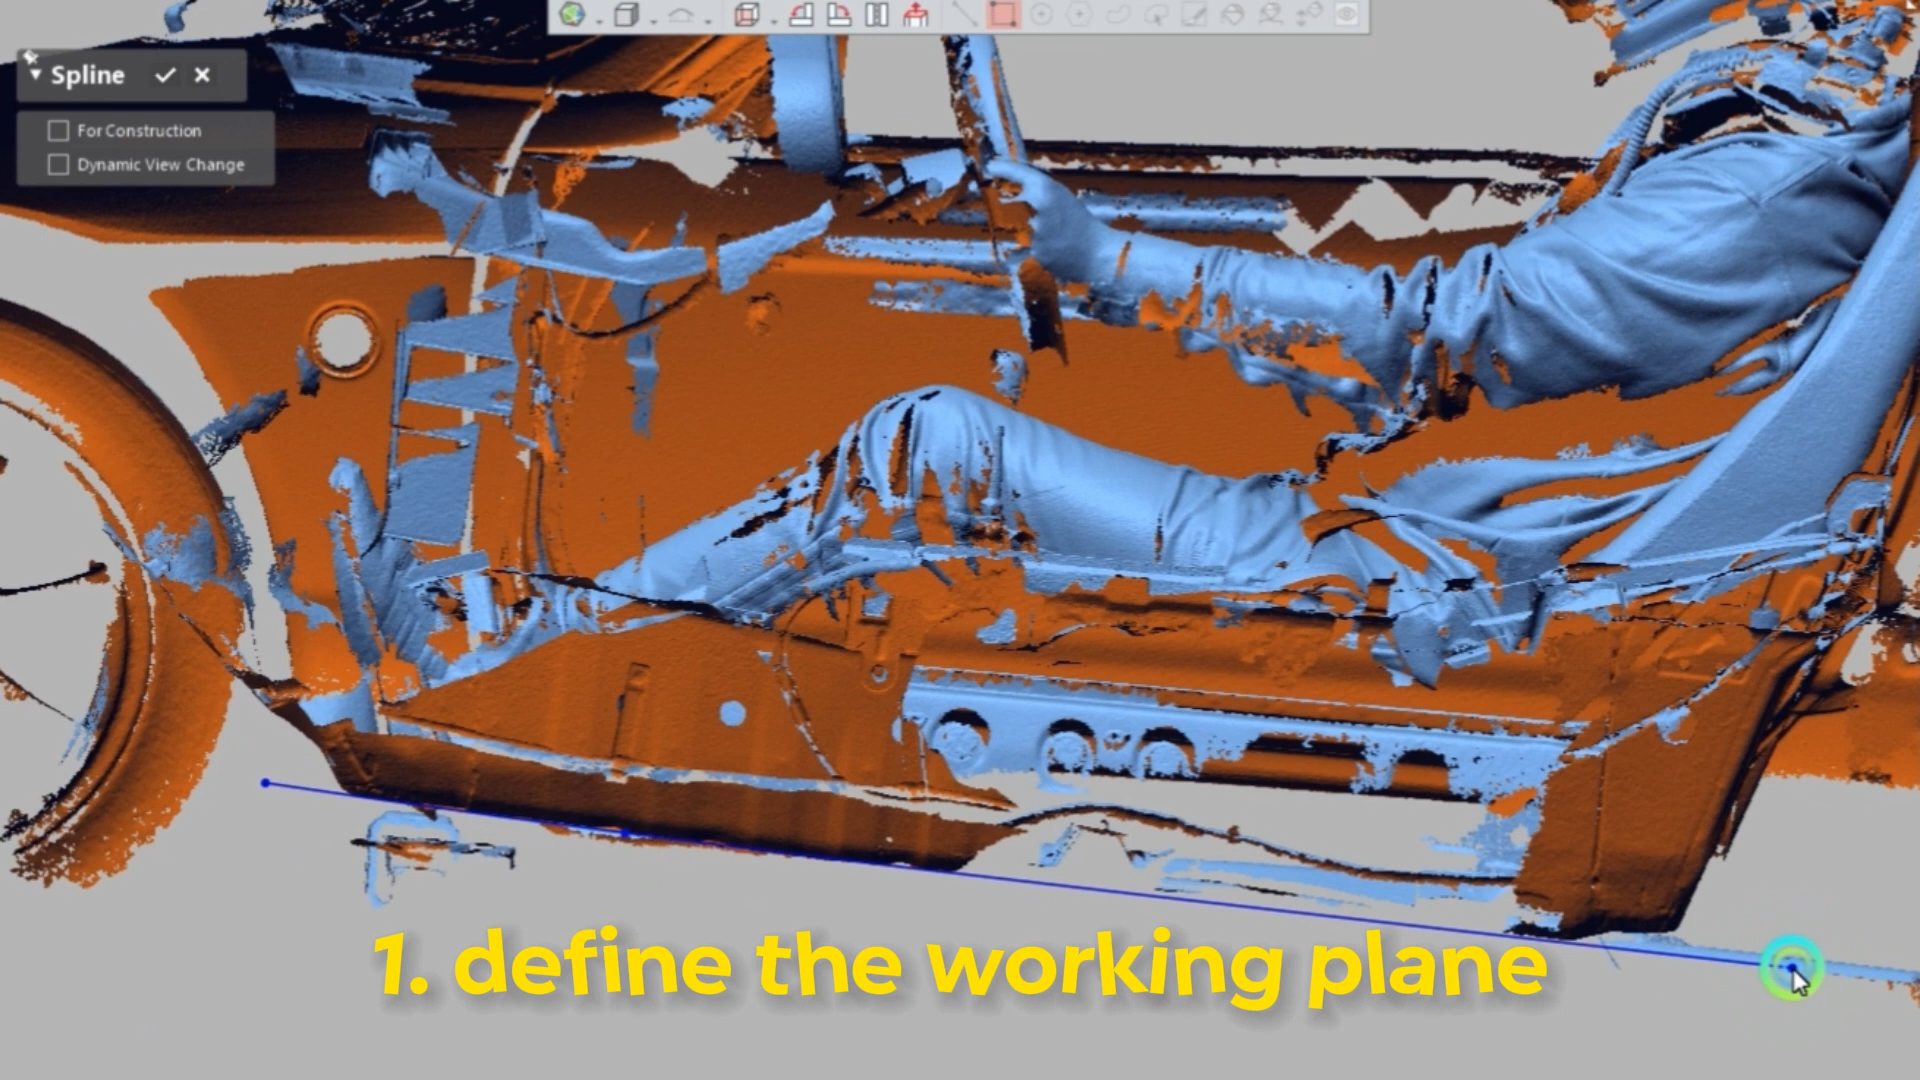 Spline
For Construction
Dynamic View Change
1. define the working plane